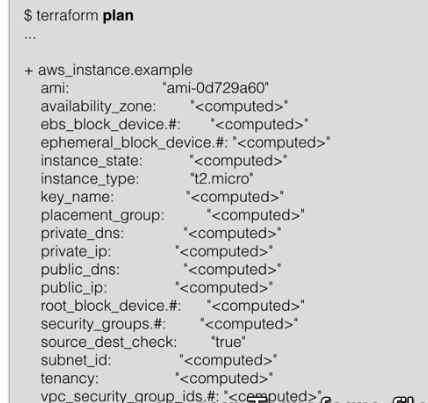 $ terraform plan
...
+ aws_instance.example
ami: "ami-0d729a60"
availability_zone: "<computed>"
ebs_block_device.#: "<computed>"
ephemeral_block_device.#: "<computed>"
instance_state: "<computed>"
instance_type: "t2.micro"
key_name: "<computed>"
placement_group: "<computed>"
private_dns: "<computed>"
private_ip: "<computed>"
public_dns: "<computed>"
public_ip: "<computed>"
root_block_device.#: "<computed>"
security_groups.#: "<computed>"
source_dest_check: "true"
subnet_id: "<computed>"
tenancy: "<computed>"
vpc_security_group_ids.#: "<computed>"